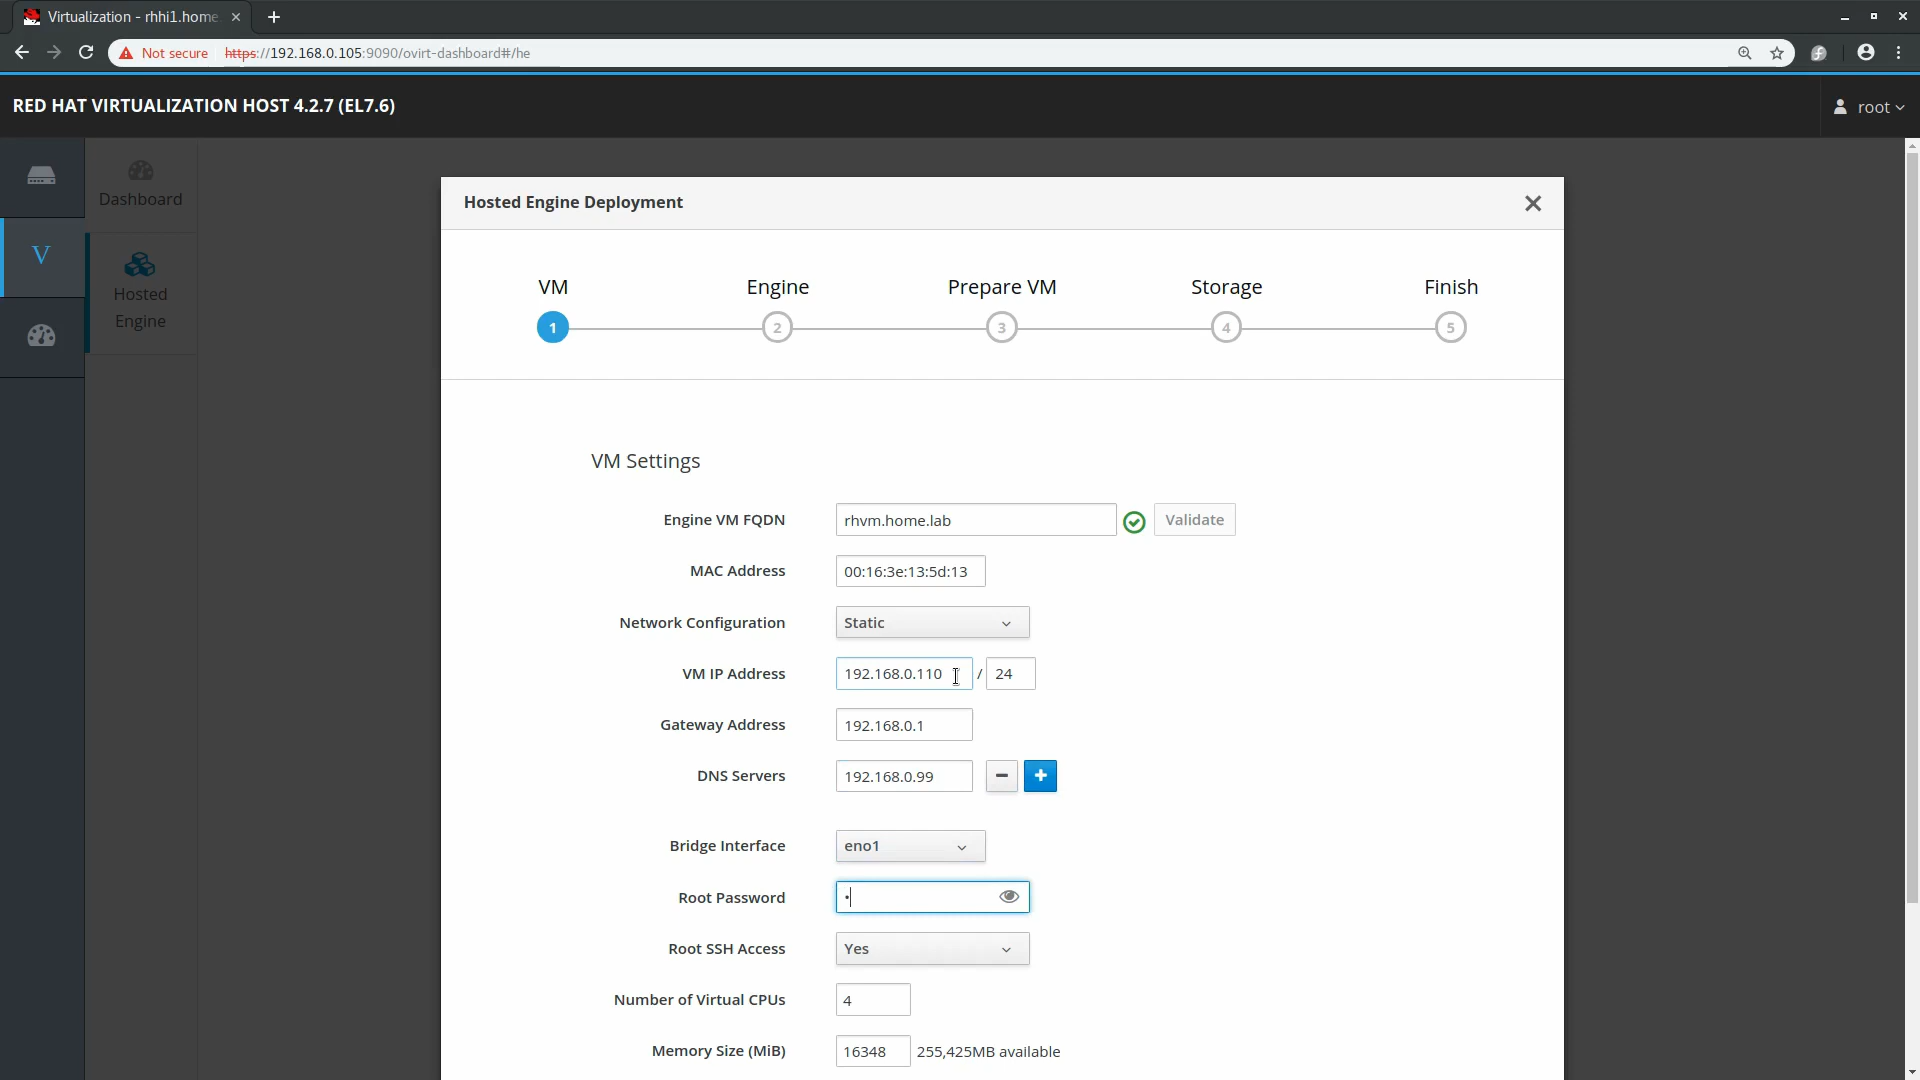 Virtualization - rhhi1.home
Not secure https://192.168.0.105:9090/ovirt-dashboard#/he
RED HAT VIRTUALIZATION HOST 4.2.7 (EL7.6)
root
V
Dashboard
Hosted
Engine
Hosted Engine Deployment
VM Engine Prepare VM Storage Finish
1 2 3 4 5
VM Settings
Engine VM FQDN rhvm.home.lab Validate
MAC Address 00:16:3e:13:5d:13
Network Configuration Static
VM IP Address 192.168.0.110 / 24
Gateway Address 192.168.0.1
DNS Servers 192.168.0.99
Bridge Interface eno1
Root Password •
Root SSH Access Yes
Number of Virtual CPUs 4
Memory Size (MiB) 16348 255,425MB available